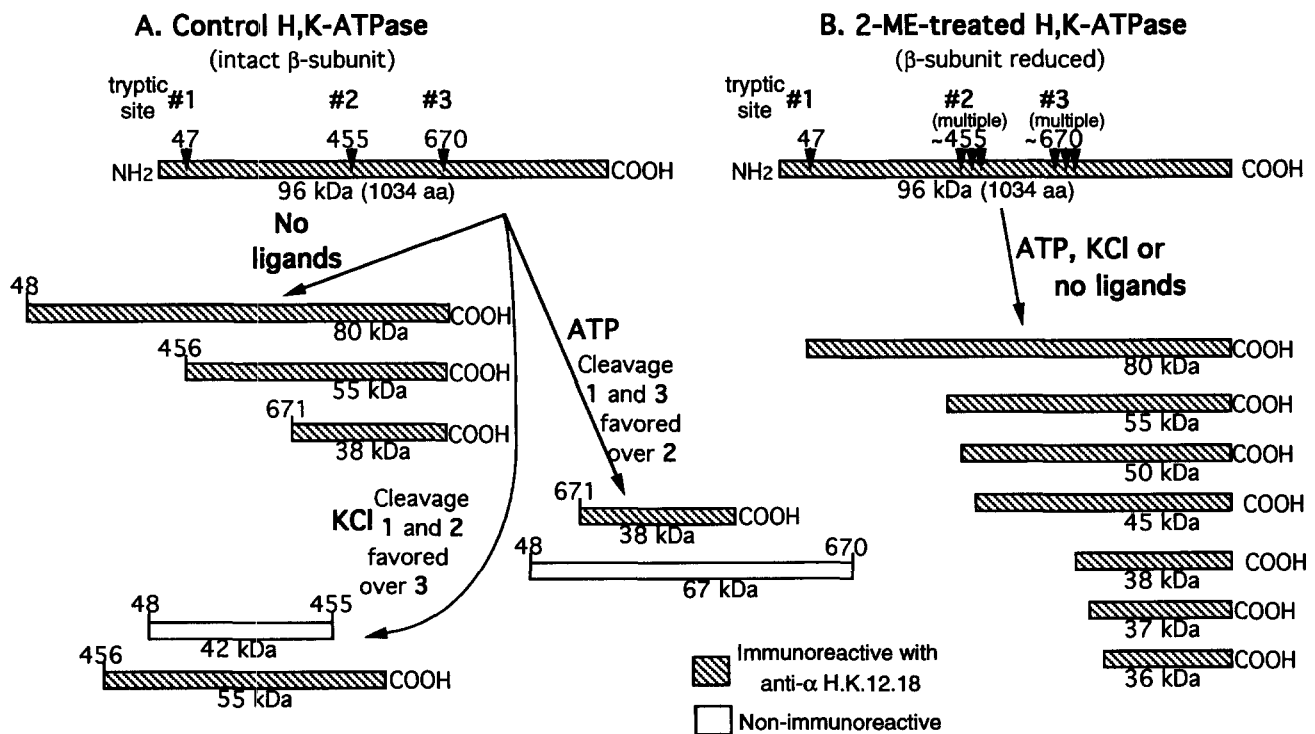 A. Control H,K-ATPase
(intact β-subunit)
tryptic
site
#1
#2
#3
47
455
670
NH2
COOH
96 kDa (1034 aa)
No
ligands
48
COOH
80 kDa
456
COOH
55 kDa
671
COOH
38 kDa
KCl
Cleavage
1 and 2
favored
over 3
48
455
42 kDa
456
COOH
55 kDa
ATP
Cleavage
1 and 3
favored
over 2
671
COOH
38 kDa
48
670
67 kDa
B. 2-ME-treated H,K-ATPase
(β-subunit reduced)
tryptic
site
#1
#2
(multiple)
#3
(multiple)
47
~455
~670
NH2
COOH
96 kDa (1034 aa)
ATP, KCl or
no ligands
COOH
80 kDa
COOH
55 kDa
COOH
50 kDa
COOH
45 kDa
COOH
38 kDa
COOH
37 kDa
COOH
36 kDa
Immunoreactive with
anti-α H.K.12.18
Non-immunoreactive